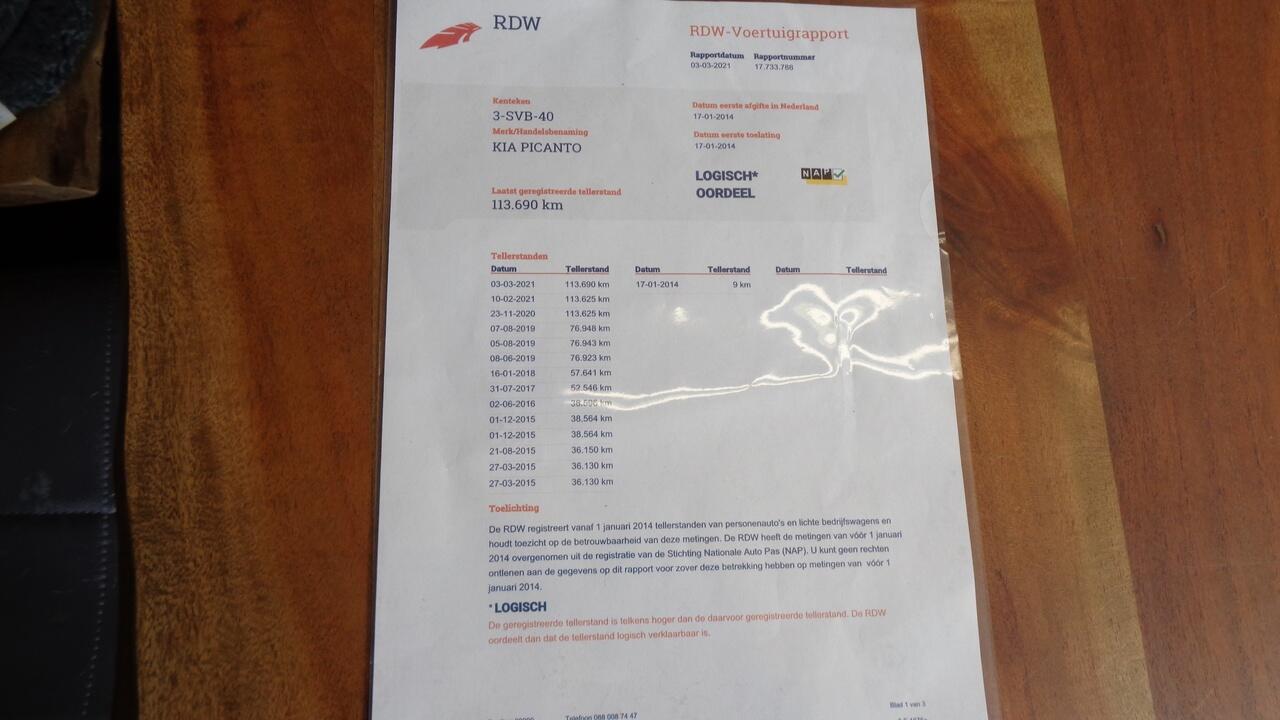 RDW
RDW-Voertuigrapport
Rapportdatum Rapportnummer
03-03-2021 17.733.788
Kenteken
3-SVB-40
Merk/Handelsbenaming
KIA PICANTO
Laatst geregistreerde tellerstand
113.690 km
Datum eerste afgifte in Nederland
17-01-2014
Datum eerste toelating
17-01-2014
LOGISCH*
OORDEEL
NAP
Tellerstanden
Datum Tellerstand Datum Tellerstand Datum Tellerstand
03-03-2021 113.690 km 17-01-2014 9 km
10-02-2021 113.625 km
23-11-2020 113.625 km
07-08-2019 76.948 km
05-08-2019 76.943 km
08-06-2019 76.923 km
16-01-2018 57.641 km
31-07-2017 52.546 km
02-06-2016 km
01-12-2015 38.564 km
01-12-2015 38.564 km
21-08-2015 36.150 km
27-03-2015 36.130 km
27-03-2015 36.130 km
Toelichting
De RDW registreert vanaf 1 januari 2014 tellerstanden van personenauto's en lichte bedrijfswagens en
houdt toezicht op de betrouwbaarheid van deze metingen. De RDW heeft de metingen van vóór 1 januari
2014 overgenomen uit de registratie van de Stichting Nationale Auto Pas (NAP). U kunt geen rechten
ontlenen aan de gegevens op dit rapport voor zover deze betrekking hebben op metingen van vóór 1
januari 2014.
* LOGISCH
De geregistreerde tellerstand is telkens hoger dan de daarvoor geregistreerde tellerstand. De RDW
oordeelt dan dat de tellerstand logisch verklaarbaar is.
Blad 1 van 3
Telefoon 088 008 74 47